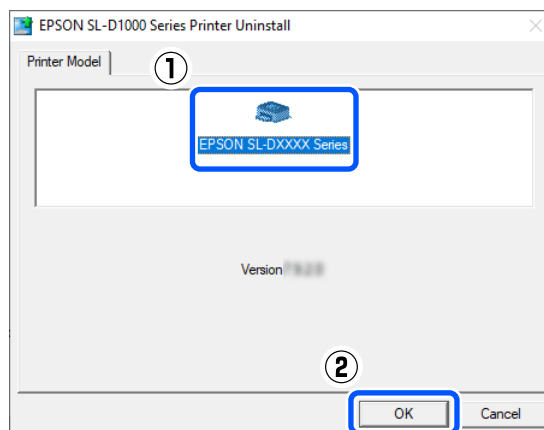 EPSON SL-D1000 Series Printer Uninstall
Printer Model
①
EPSON SL-DXXXX Series
Version
②
OK
Cancel